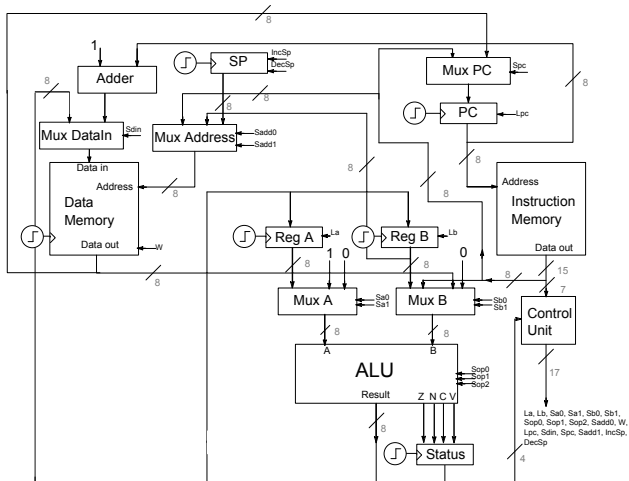 8
1
IncSp
SP
DecSp
8
Adder
8
8
Mux PC
Spc
8
PC
Lpc
Mux DataIn
Sdin
Mux Address
Sadd0
Sadd1
8
8
Data in
Address
8
8
Address
Data
Memory
Instruction
Memory
Data out
W
Reg A
La
Reg B
Lb
Data out
1 0
0
8
8
8
8
15
7
Mux A
Sa0
Sa1
Mux B
Sb0
Sb1
Control
Unit
8
8
17
A
B
ALU
Sop0
Sop1
Sop2
Result
Z N C V
8
La, Lb, Sa0, Sa1, Sb0, Sb1,
Sop0, Sop1, Sop2, Sadd0, W,
Lpc, Sdin, Spc, Sadd1, IncSp,
DecSp
Status
4